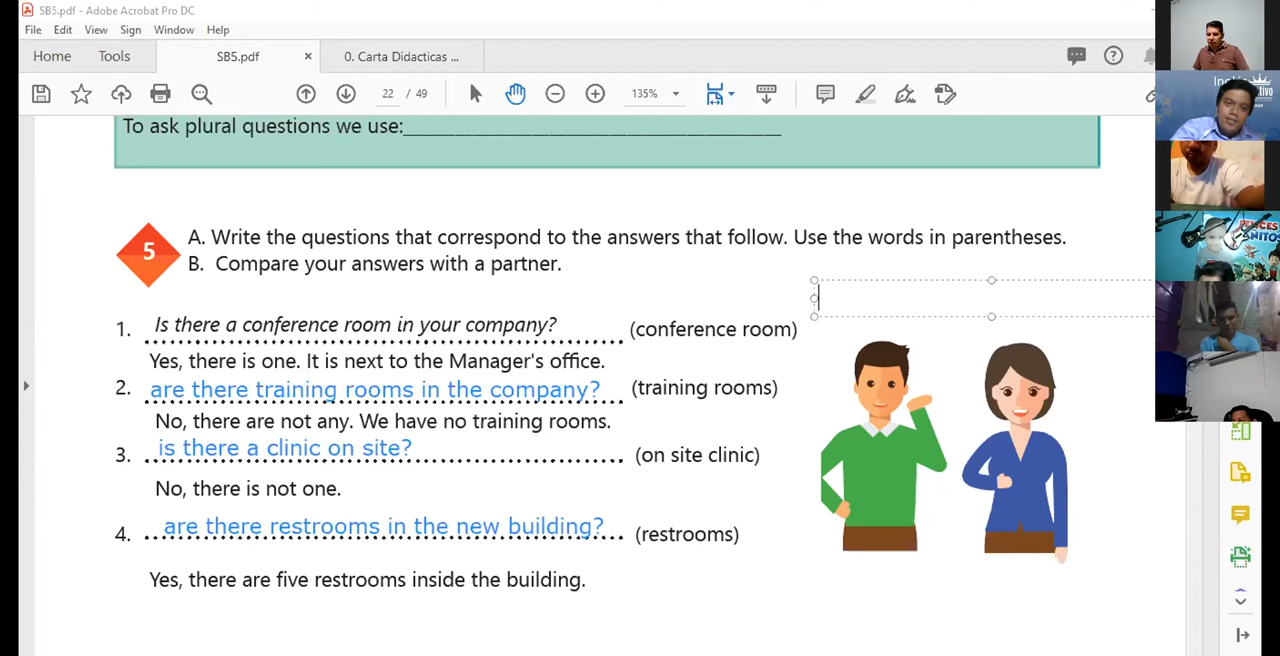 SB5.pdf - Adobe Acrobat Pro DC
File Edit View Sign Window Help
Home Tools SB5.pdf × 0. Carta Didacticas ...
22 / 49 135%
To ask plural questions we use:
5
A. Write the questions that correspond to the answers that follow. Use the words in parentheses.
B. Compare your answers with a partner.
1. Is there a conference room in your company? (conference room)
Yes, there is one. It is next to the Manager's office.
2. are there training rooms in the company? (training rooms)
No, there are not any. We have no training rooms.
3. is there a clinic on site? (on site clinic)
No, there is not one.
4. are there restrooms in the new building? (restrooms)
Yes, there are five restrooms inside the building.